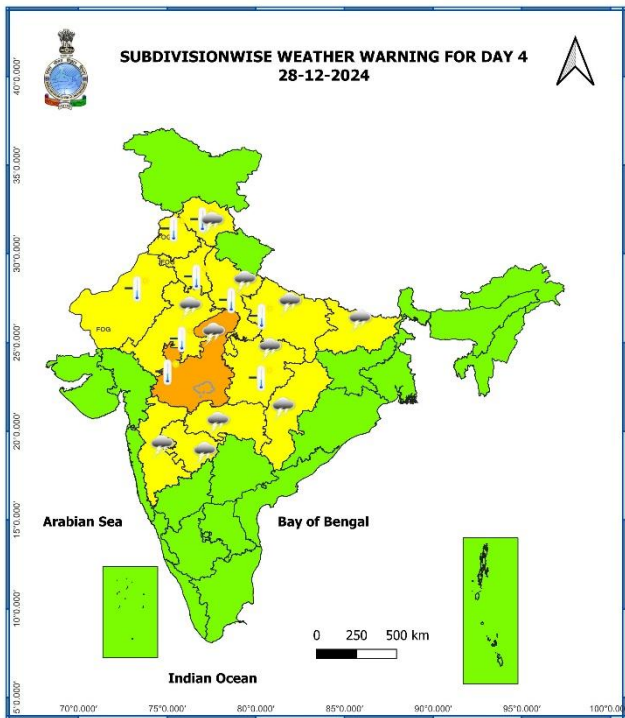 SUBDIVISIONWISE WEATHER WARNING FOR DAY 4
28-12-2024
40°0.000'
35°0.000'
30°0.000'
25°0.000'
20°0.000'
15°0.000'
10°0.000'
5°0.000'
FOG
Arabian Sea
Bay of Bengal
0 250 500 km
Indian Ocean
70°0.000' 75°0.000' 80°0.000' 85°0.000' 90°0.000' 95°0.000' 100°0.000'